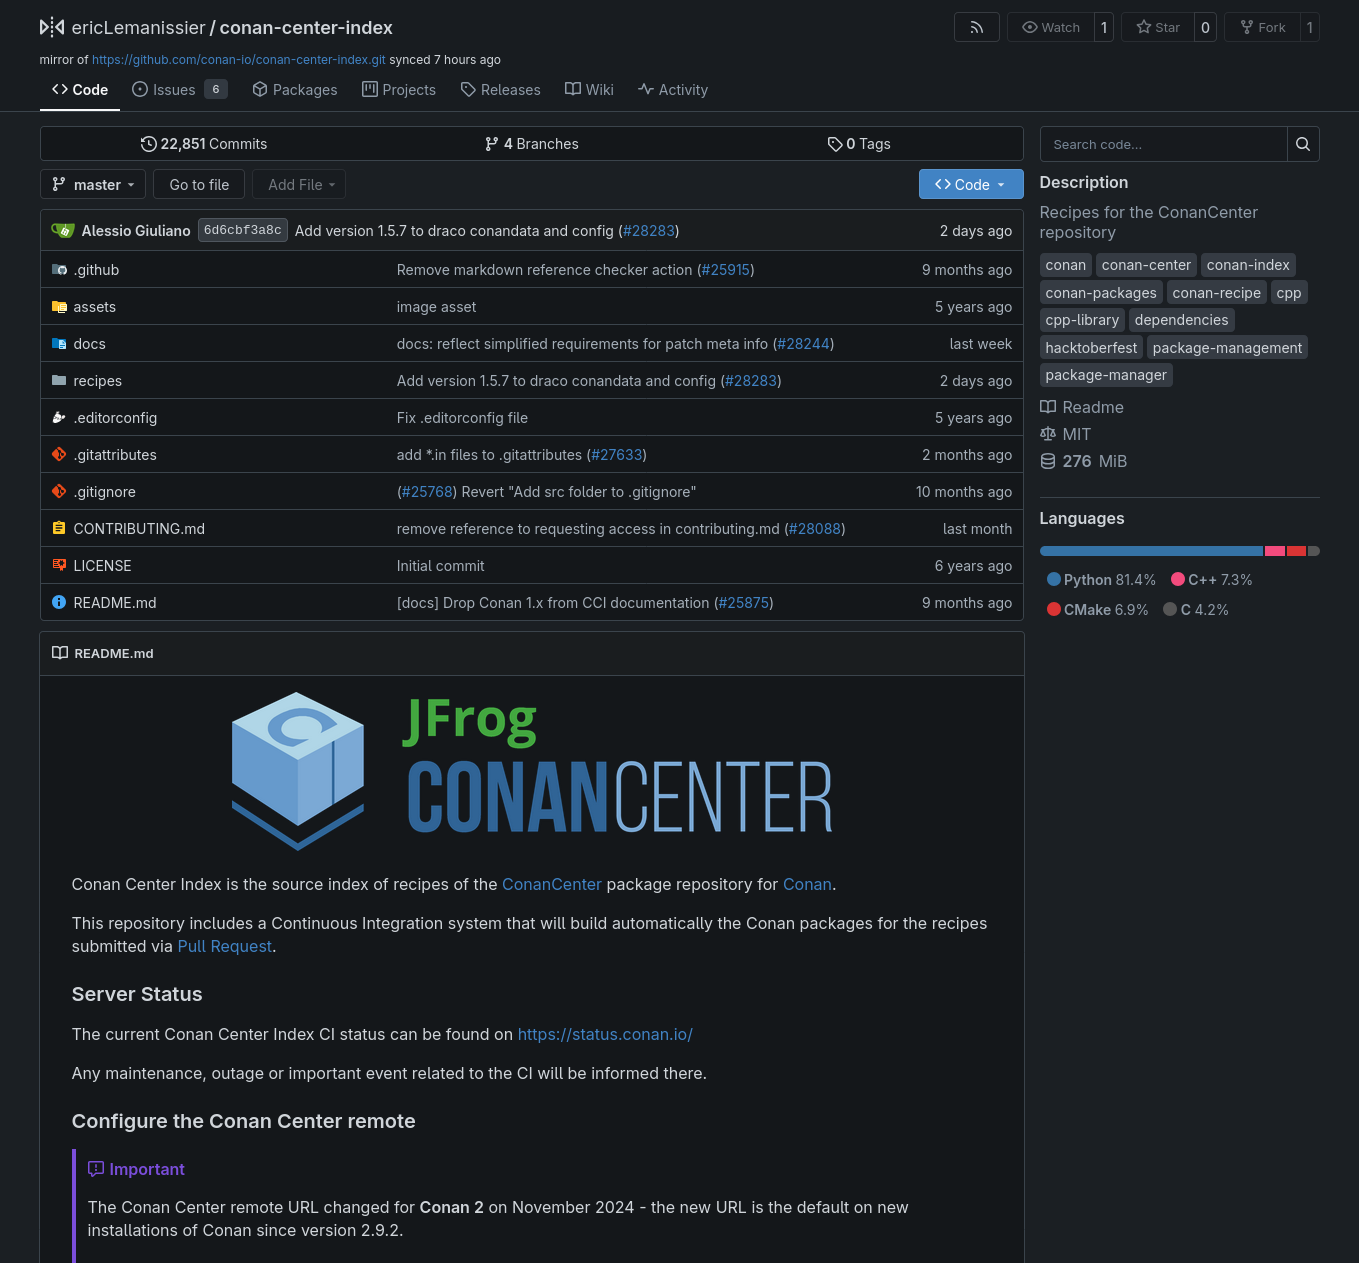 ericLemanissier / conan-center-index
Watch 1 Star 0 Fork 1
mirror of https://github.com/conan-io/conan-center-index.git synced 7 hours ago
Code Issues 6 Packages Projects Releases Wiki Activity
22,851 Commits 4 Branches 0 Tags
master Go to file Add File Code
Alessio Giuliano 6d6cbf3a8c Add version 1.5.7 to draco conandata and config (#28283) 2 days ago
.github Remove markdown reference checker action (#25915) 9 months ago
assets image asset 5 years ago
docs docs: reflect simplified requirements for patch meta info (#28244) last week
recipes Add version 1.5.7 to draco conandata and config (#28283) 2 days ago
.editorconfig Fix .editorconfig file 5 years ago
.gitattributes add *.in files to .gitattributes (#27633) 2 months ago
.gitignore (#25768) Revert "Add src folder to .gitignore" 10 months ago
CONTRIBUTING.md remove reference to requesting access in contributing.md (#28088) last month
LICENSE Initial commit 6 years ago
README.md [docs] Drop Conan 1.x from CCI documentation (#25875) 9 months ago
Search code...
Description
Recipes for the ConanCenter
repository
conan conan-center conan-index
conan-packages conan-recipe cpp
cpp-library dependencies
hacktoberfest package-management
package-manager
Readme
MIT
276 MiB
Languages
Python 81.4% C++ 7.3%
CMake 6.9% C 4.2%
README.md
JFrog
CONANCENTER
Conan Center Index is the source index of recipes of the ConanCenter package repository for Conan.
This repository includes a Continuous Integration system that will build automatically the Conan packages for the recipes
submitted via Pull Request.
Server Status
The current Conan Center Index CI status can be found on https://status.conan.io/
Any maintenance, outage or important event related to the CI will be informed there.
Configure the Conan Center remote
Important
The Conan Center remote URL changed for Conan 2 on November 2024 - the new URL is the default on new
installations of Conan since version 2.9.2.